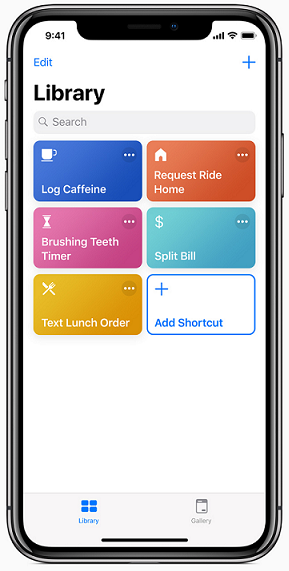 9:41
Edit
Library
Search
Log Caffeine
Request Ride
Home
Brushing Teeth
Timer
$
Split Bill
Text Lunch Order
Add Shortcut
Library
Gallery